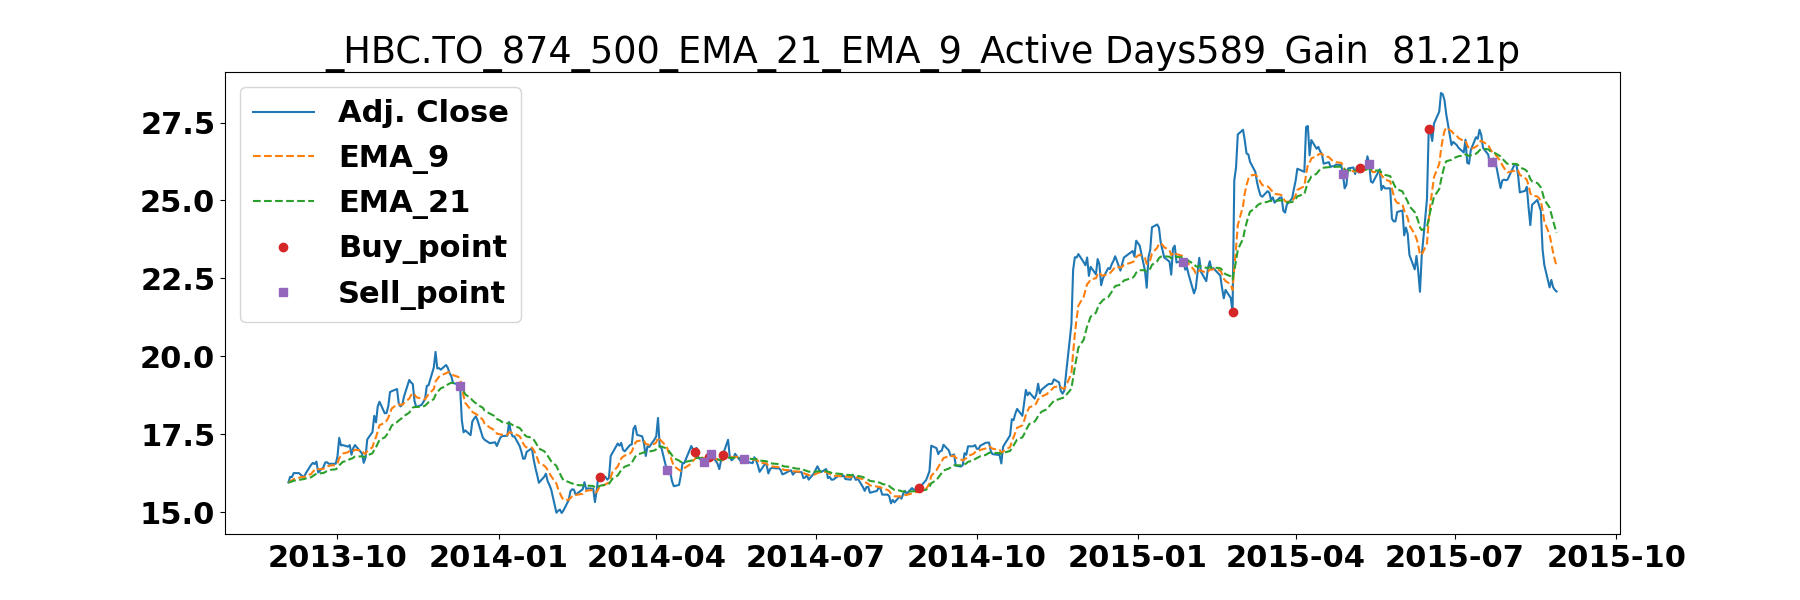 _HBC.TO_874_500_EMA_21_EMA_9_Active Days589_Gain  81.21p
Adj. Close
EMA_9
EMA_21
Buy_point
Sell_point
27.5
25.0
22.5
20.0
17.5
15.0
2013-10 2014-01 2014-04 2014-07 2014-10 2015-01 2015-04 2015-07 2015-10